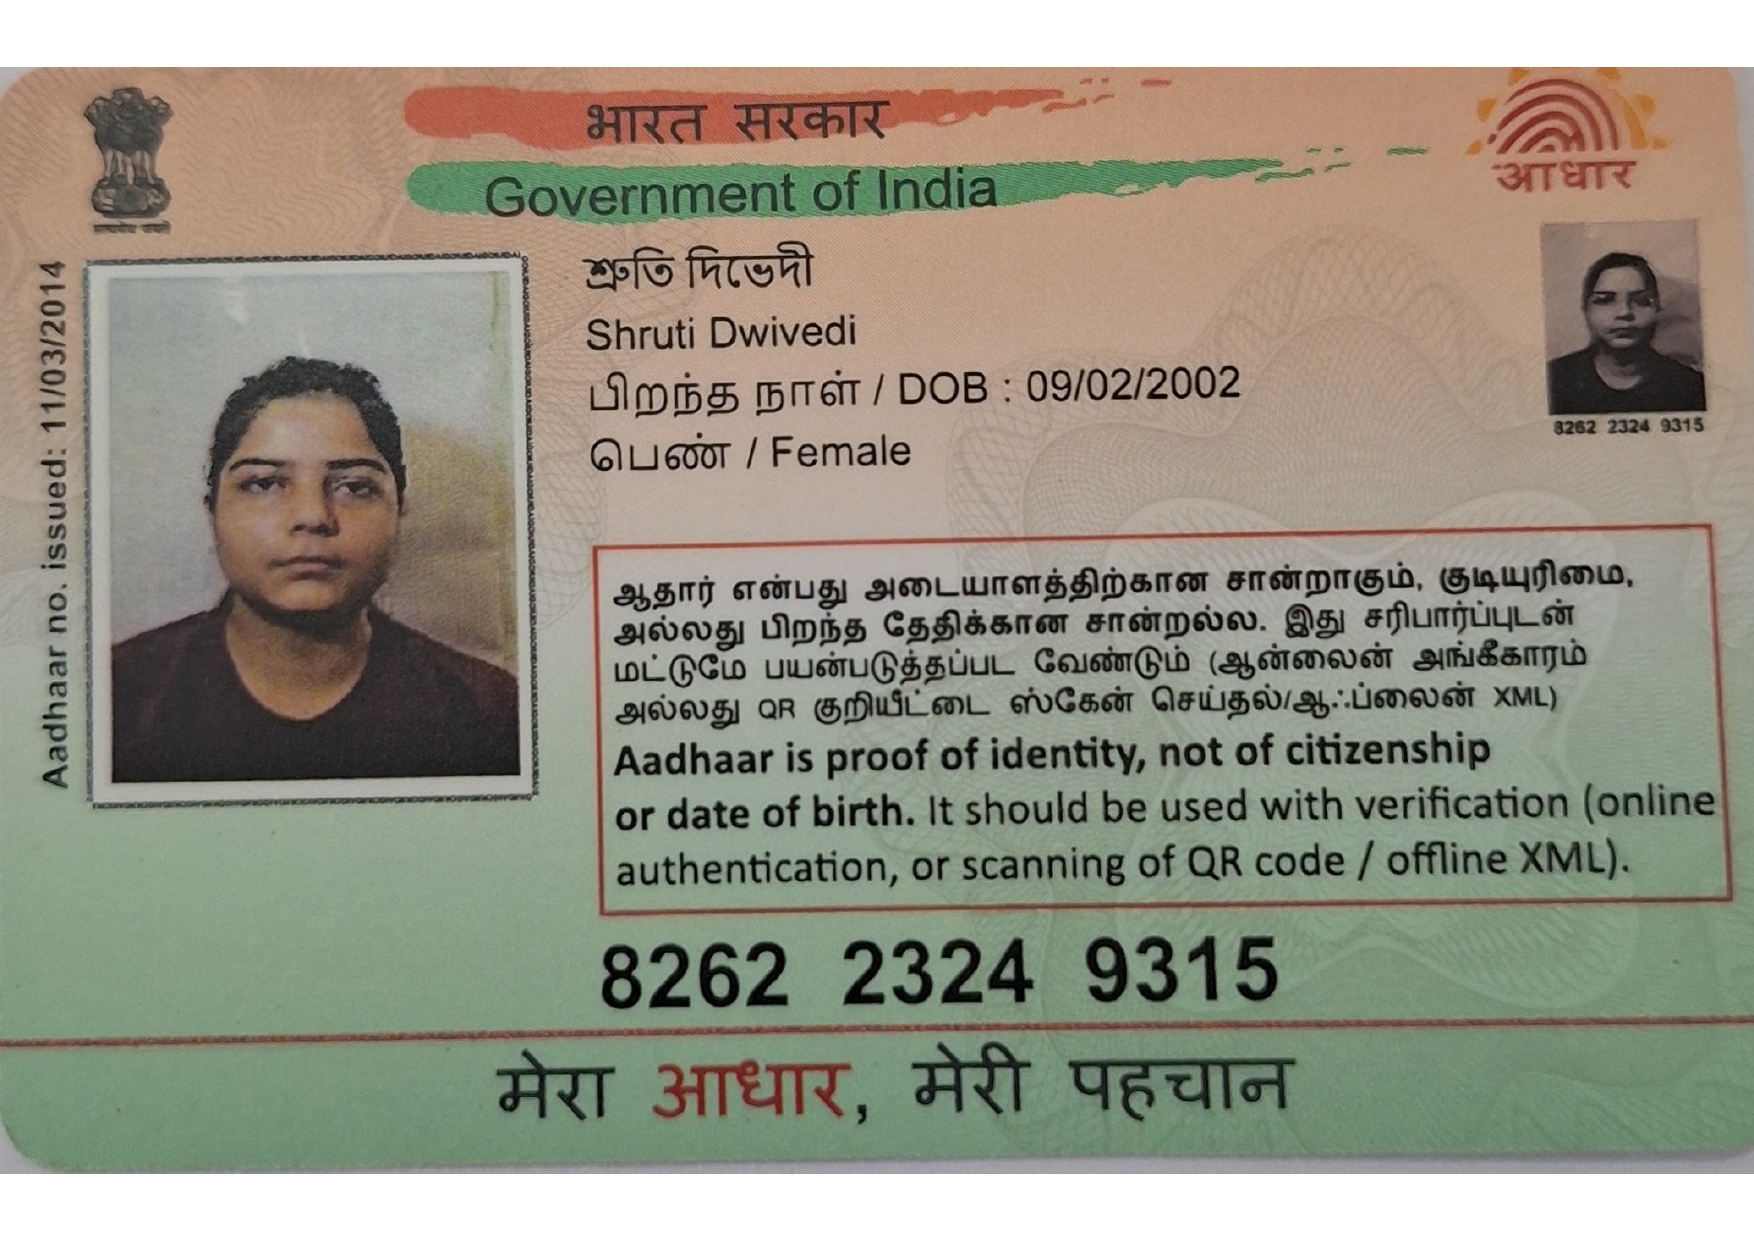 भारत सरकार
Government of India
आधार
ஶ்ருதி திவேதீ
Shruti Dwivedi
பிறந்த நாள் / DOB : 09/02/2002
பெண் / Female
8262 2324 9315
Aadhaar no. issued: 11/03/2014
ஆதார் என்பது அடையாளத்திற்கான சான்றாகும், குடியுரிமை,
அல்லது பிறந்த தேதிக்கான சான்றல்ல. இது சரிபார்ப்புடன்
மட்டுமே பயன்படுத்தப்பட வேண்டும் (ஆன்லைன் அங்கீகாரம்
அல்லது QR குறியீட்டை ஸ்கேன் செய்தல்/ஆஃப்லைன் XML)
Aadhaar is proof of identity, not of citizenship
or date of birth. It should be used with verification (online
authentication, or scanning of QR code / offline XML).
8262 2324 9315
मेरा आधार, मेरी पहचान